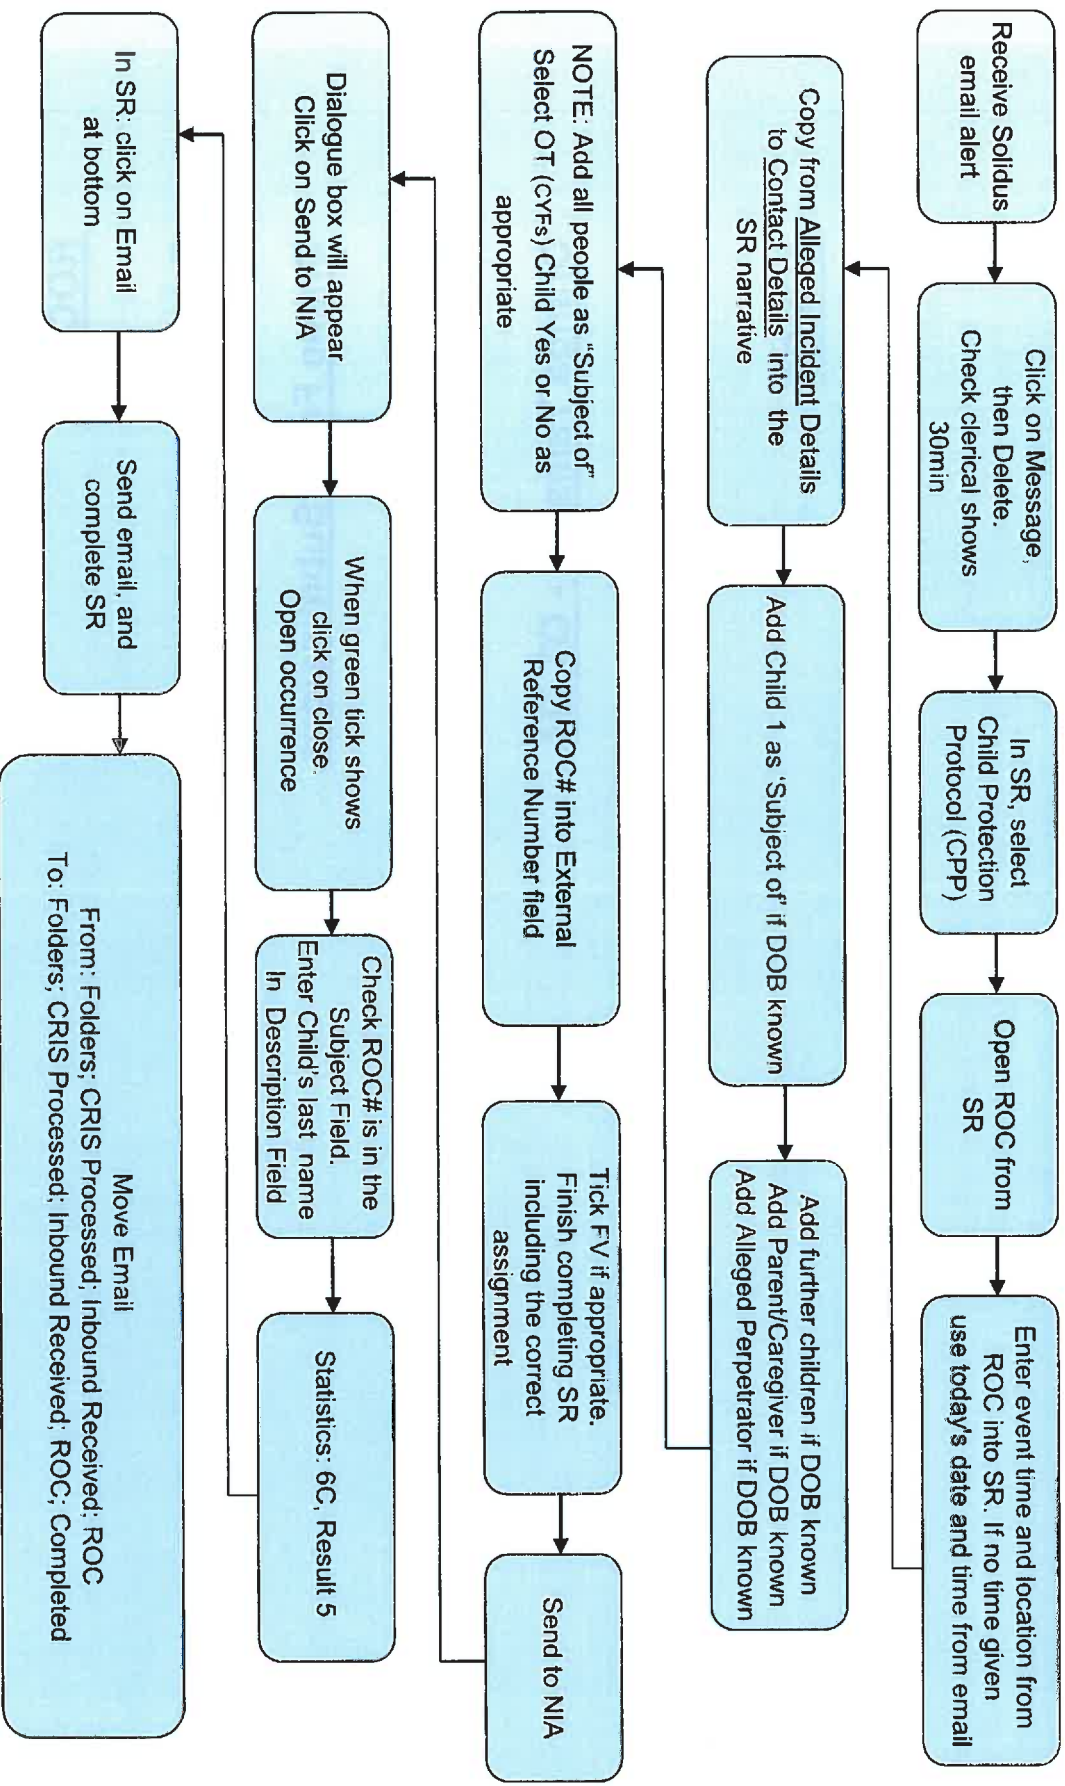 Receive Solidus
email alert
Click on Message,
then Delete.
Check clerical shows
30min
In SR, select
Child Protection
Protocol (CPP)
Open ROC from
SR
Enter event time and location from
ROC into SR. If no time given
use today's date and time from email
Copy from Alleged Incident Details
to Contact Details into the
SR narrative
Add Child 1 as 'Subject of' if DOB known
Add further children if DOB known
Add Parent/Caregiver if DOB known
Add Alleged Perpetrator if DOB known
NOTE: Add all people as "Subject of"
Select OT (CYFs) Child Yes or No as
appropriate
Copy ROC# into External
Reference Number field
Tick FV if appropriate.
Finish completing SR
including the correct
assignment
Send to NIA
Dialogue box will appear
Click on Send to NIA
When green tick shows
click on close.
Open occurrence
Check ROC# is in the
Subject Field.
Enter Child's last name
In Description Field
Statistics: 6C, Result 5
In SR: click on Email
at bottom
Send email, and
complete SR
Move Email
From: Folders; CRIS Processed; Inbound Received; ROC
To: Folders; CRIS Processed; Inbound Received; ROC; Completed